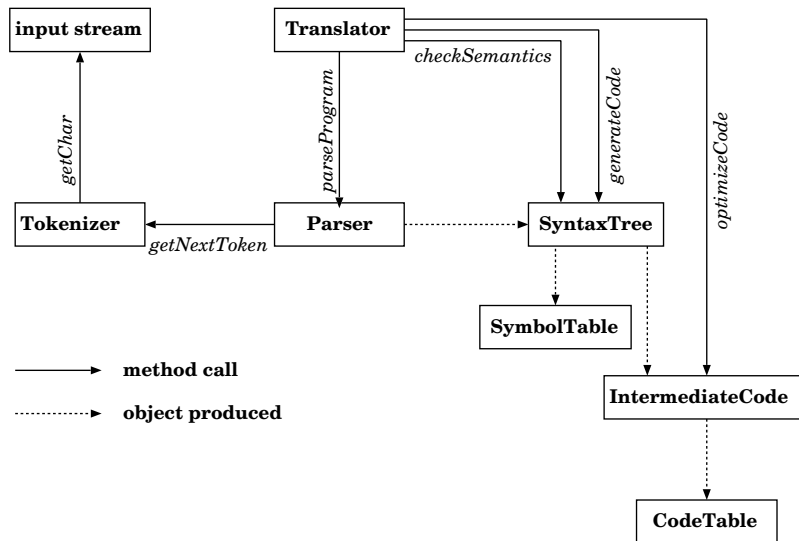 input stream
Translator
checkSemantics
getChar
parseProgram
generateCode
optimizeCode
Tokenizer
Parser
SyntaxTree
getNextToken
SymbolTable
method call
IntermediateCode
object produced
CodeTable